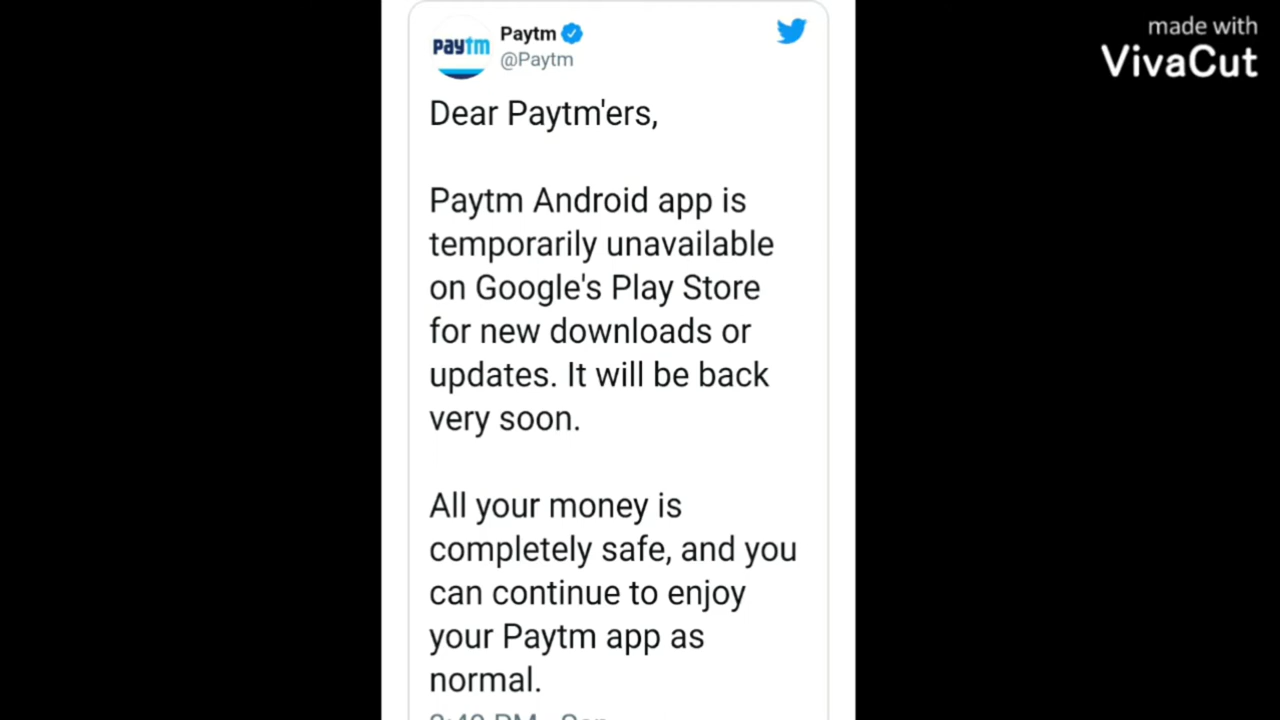 made with
VivaCut
paytm
Paytm
@Paytm
Dear Paytm'ers,
Paytm Android app is
temporarily unavailable
on Google's Play Store
for new downloads or
updates. It will be back
very soon.
All your money is
completely safe, and you
can continue to enjoy
your Paytm app as
normal.